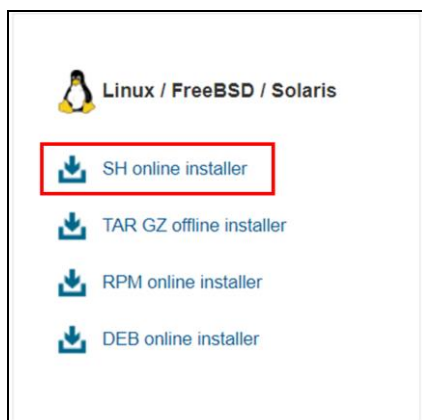 Linux / FreeBSD / Solaris
SH online installer
TAR GZ offline installer
RPM online installer
DEB online installer